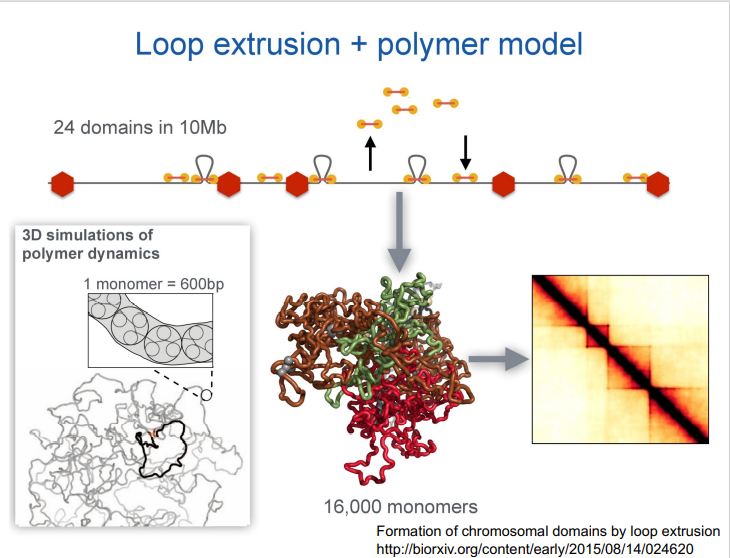 Loop extrusion + polymer model
24 domains in 10Mb
3D simulations of
polymer dynamics
1 monomer = 600bp
16,000 monomers
Formation of chromosomal domains by loop extrusion
http://biorxiv.org/content/early/2015/08/14/024620